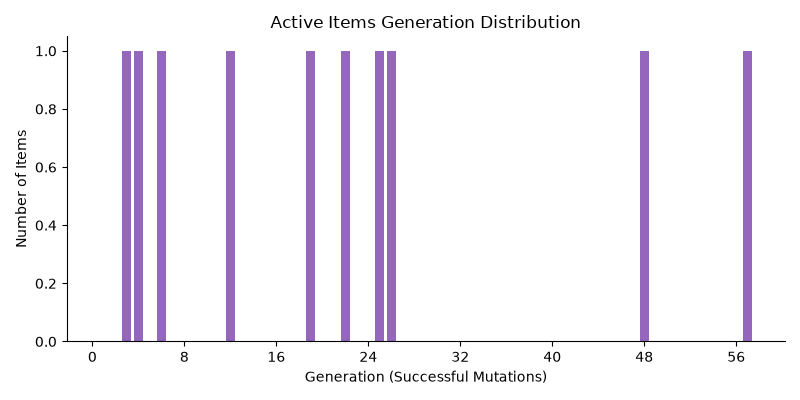 Active Items Generation Distribution
1.0
0.8
0.6
0.4
0.2
0.0
Number of Items
0 8 16 24 32 40 48 56
Generation (Successful Mutations)